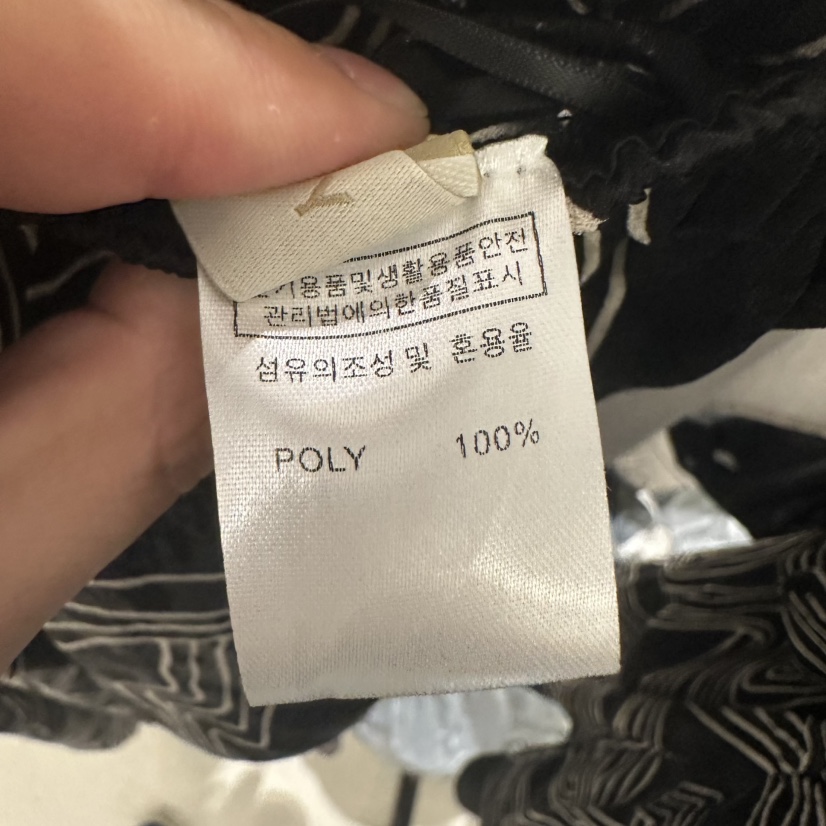 용품및생활용품안전
관리법에의한품질표시
섬유의조성 및 혼용율
POLY 100%